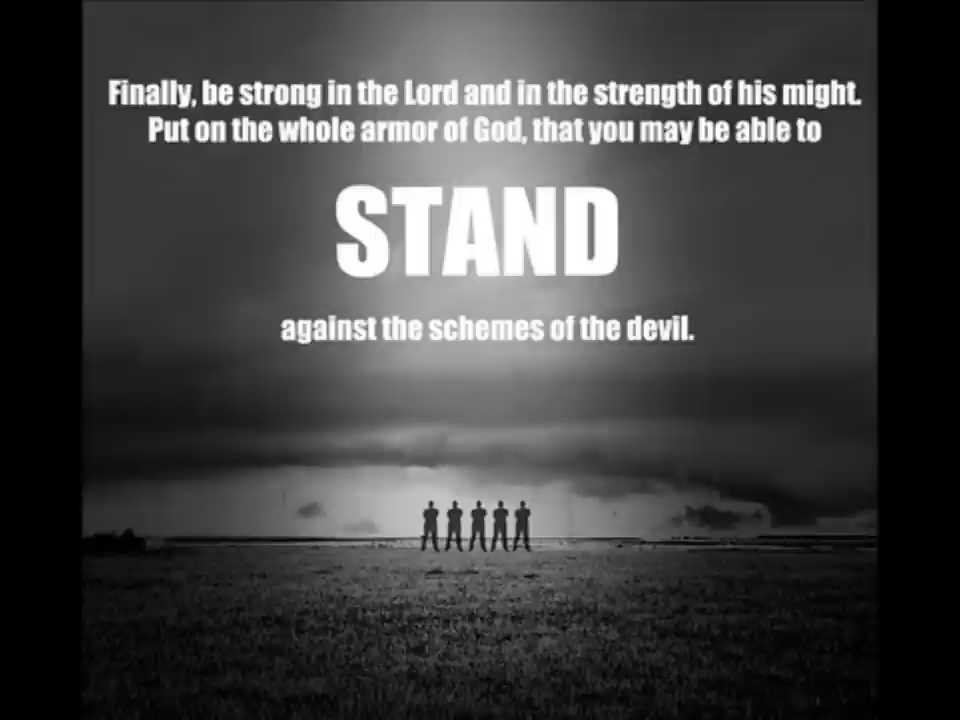 Finally, be strong in the Lord and in the strength of his might.
Put on the whole armor of God, that you may be able to
STAND
against the schemes of the devil.